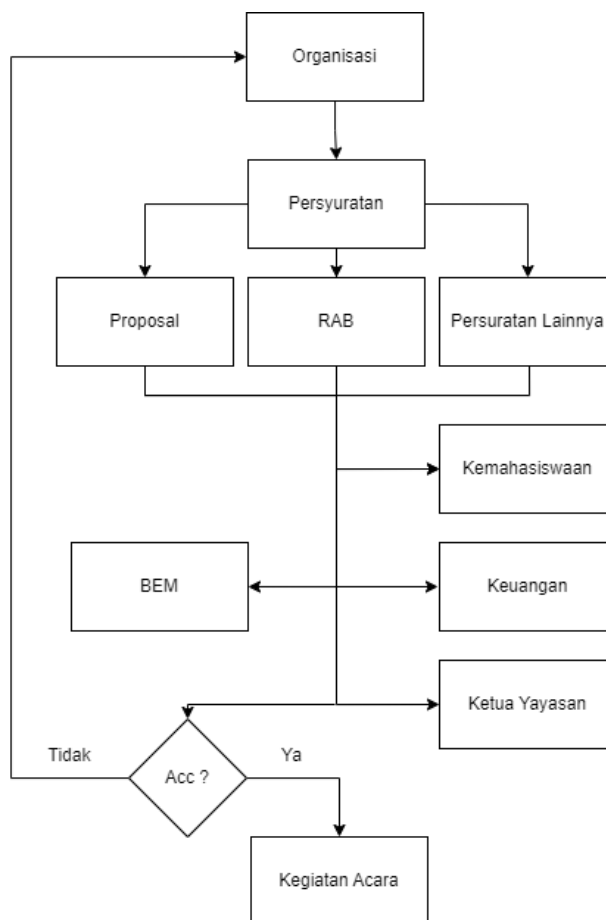 Organisasi
Persyuratan
Proposal
RAB
Persuratan Lainnya
Kemahasiswaan
BEM
Keuangan
Ketua Yayasan
Tidak
Acc ?
Ya
Kegiatan Acara